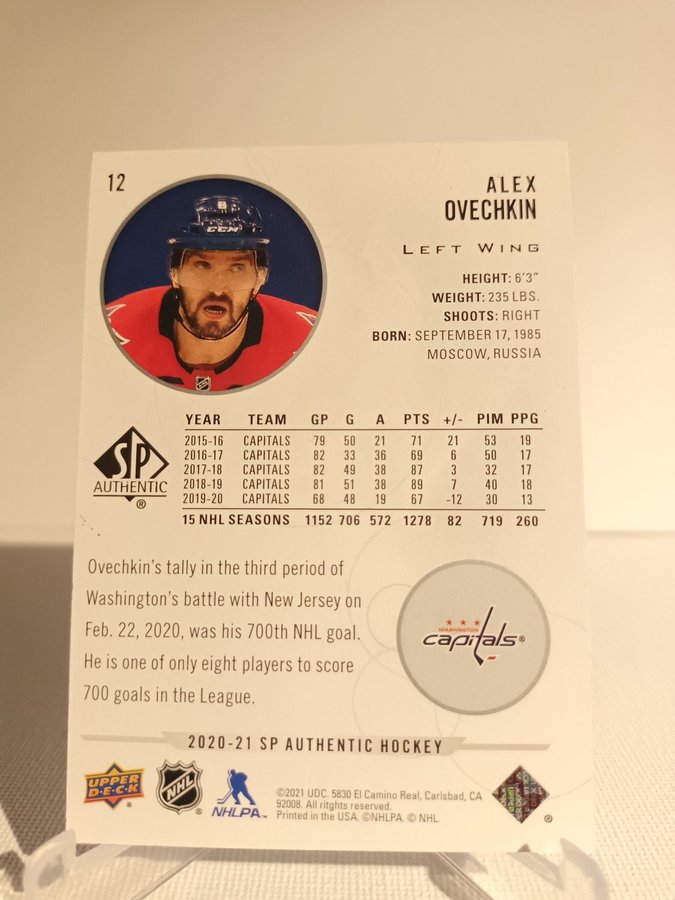 12
ALEX
OVECHKIN
LEFT WING
HEIGHT: 6'3"
WEIGHT: 235 LBS.
SHOOTS: RIGHT
BORN: SEPTEMBER 17, 1985
MOSCOW, RUSSIA
8
CCM
YEAR TEAM GP G A PTS +/- PIM PPG
2015-16 CAPITALS 79 50 21 71 21 53 19
2016-17 CAPITALS 82 33 36 69 6 50 17
2017-18 CAPITALS 82 49 38 87 3 32 17
2018-19 CAPITALS 81 51 38 89 7 40 18
2019-20 CAPITALS 68 48 19 67 -12 30 13
15 NHL SEASONS 1152 706 572 1278 82 719 260
SP
AUTHENTIC
®
Ovechkin's tally in the third period of
Washington's battle with New Jersey on
Feb. 22, 2020, was his 700th NHL goal.
He is one of only eight players to score
700 goals in the League.
WASHINGTON
capitals®
2020-21 SP AUTHENTIC HOCKEY
UPPER
DECK
®
NHL
®
NHLPA™
©2021 UDC. 5830 El Camino Real, Carlsbad, CA
92008. All rights reserved.
Printed in the USA. ©NHLPA. © NHL.
®